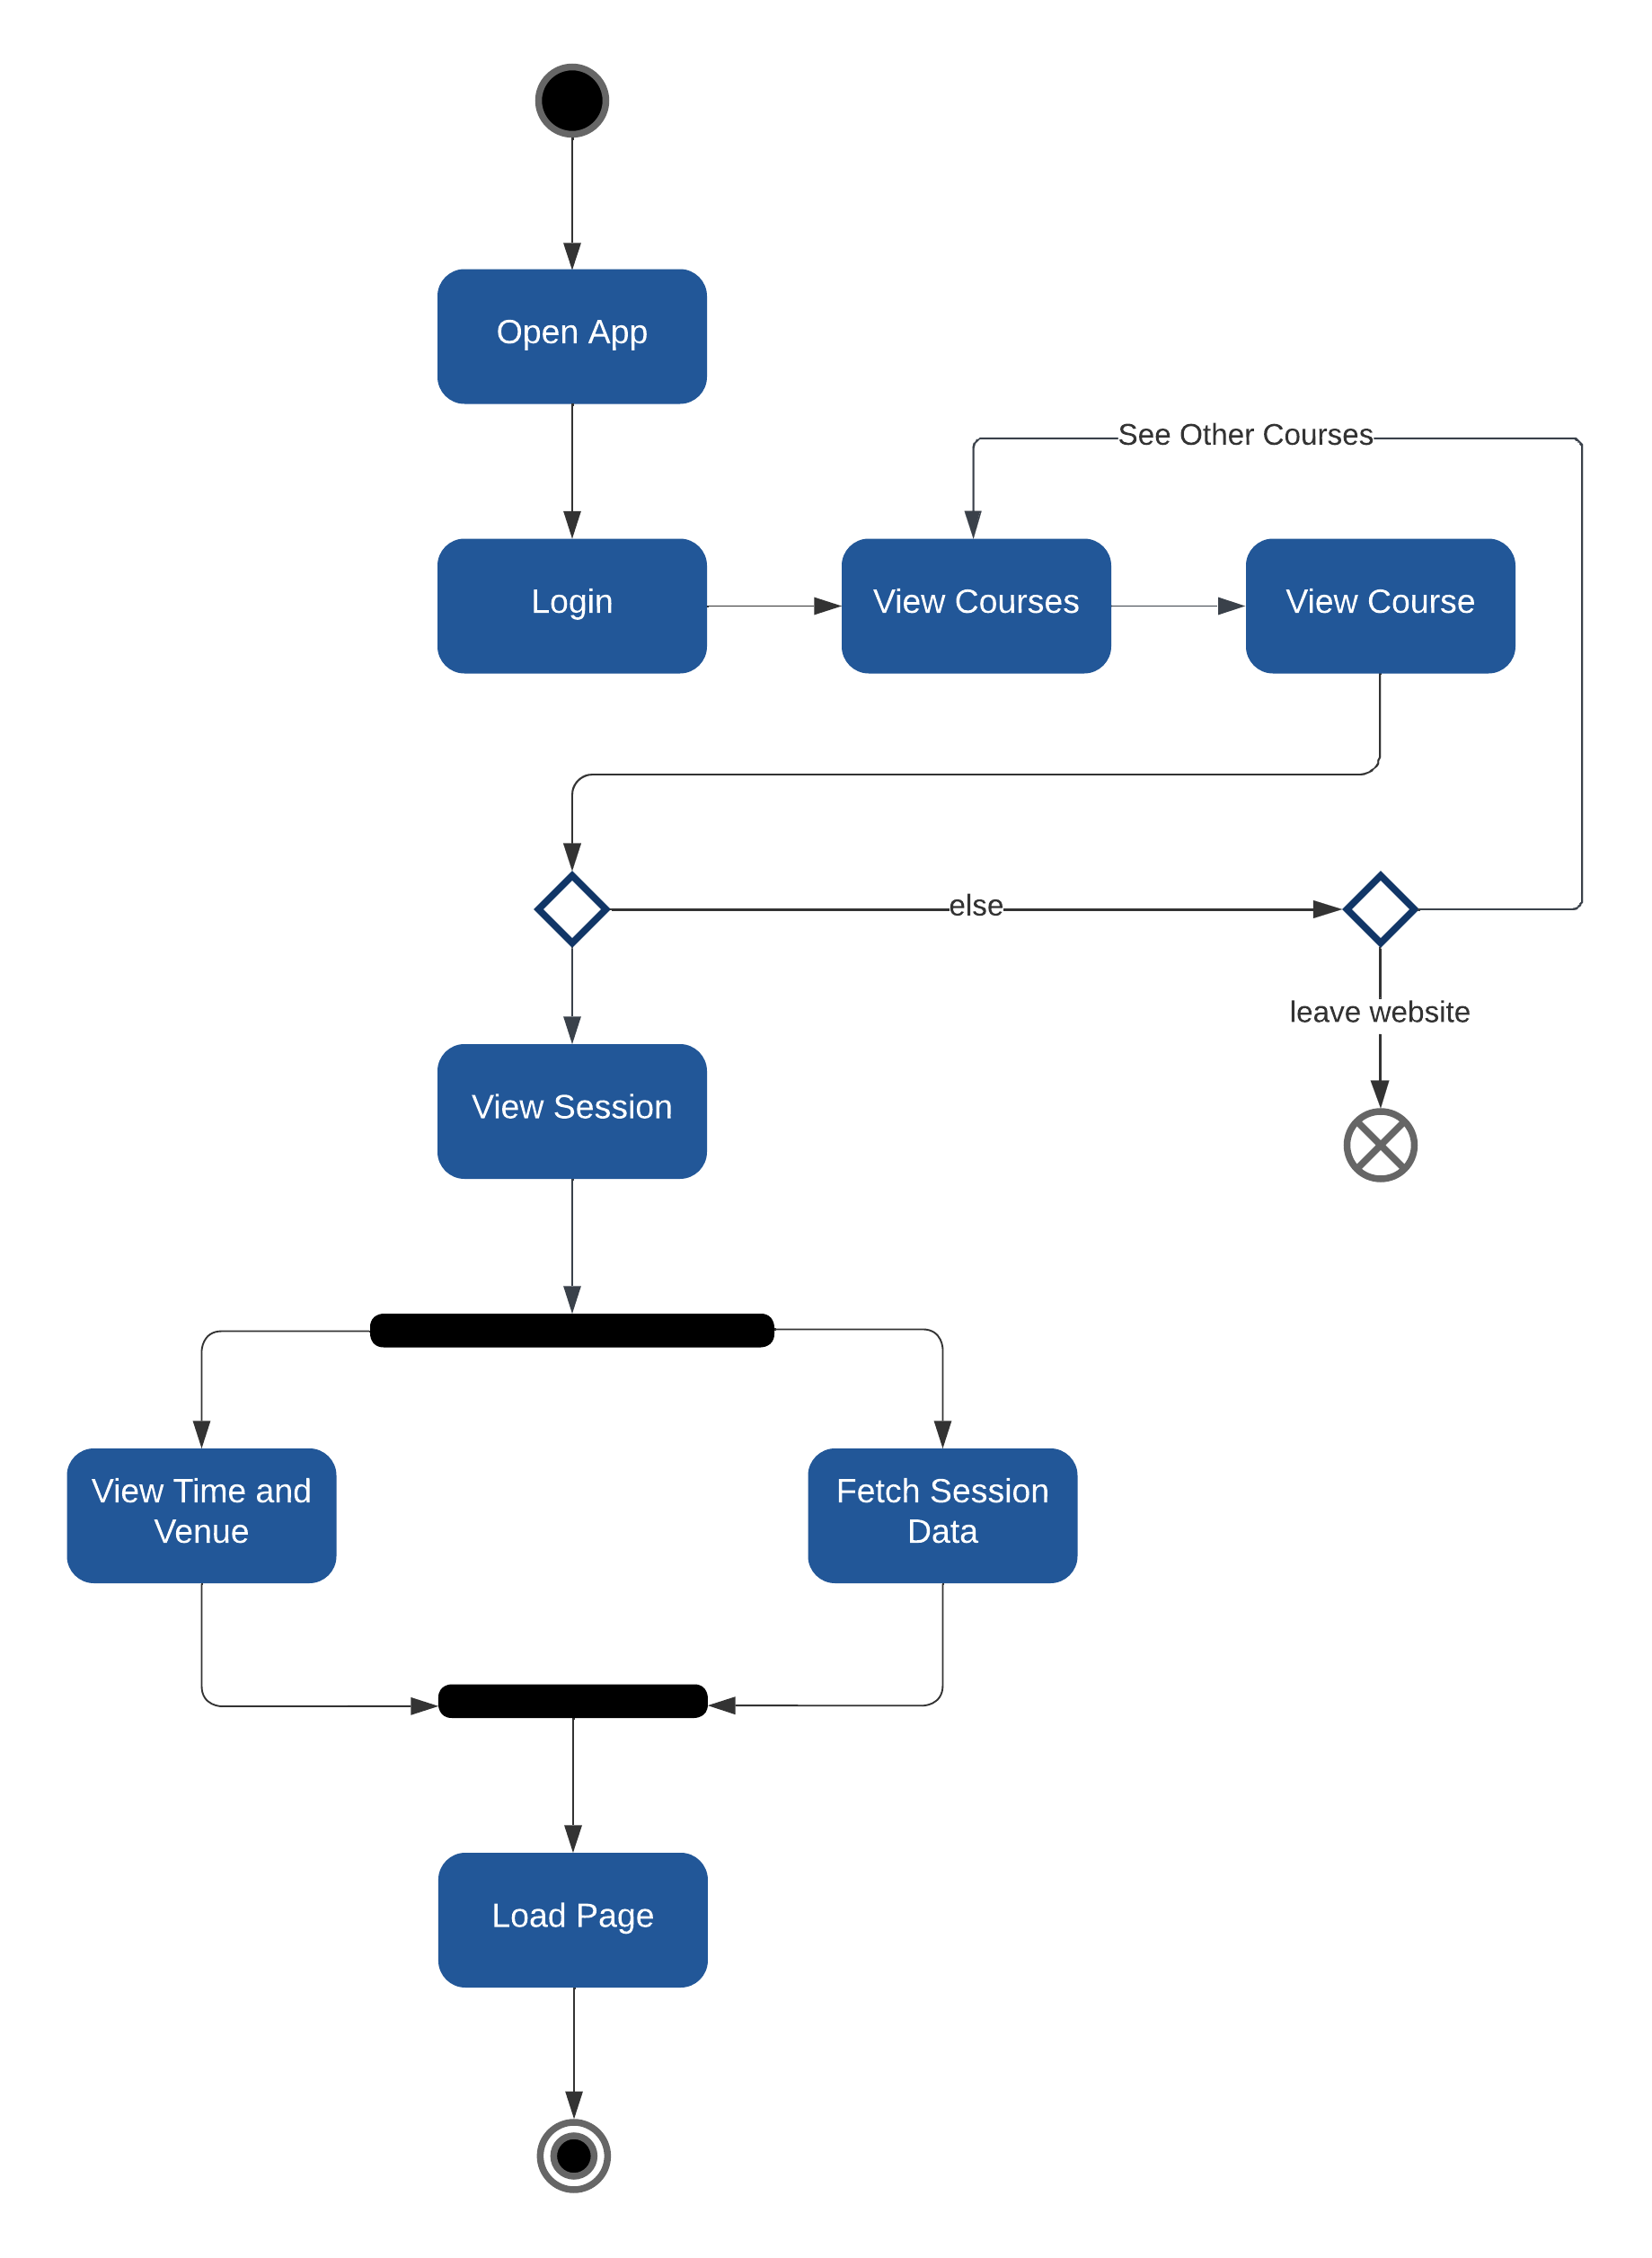 Open App
See Other Courses
Login
View Courses
View Course
else
leave website
View Session
View Time and
Venue
Fetch Session
Data
Load Page